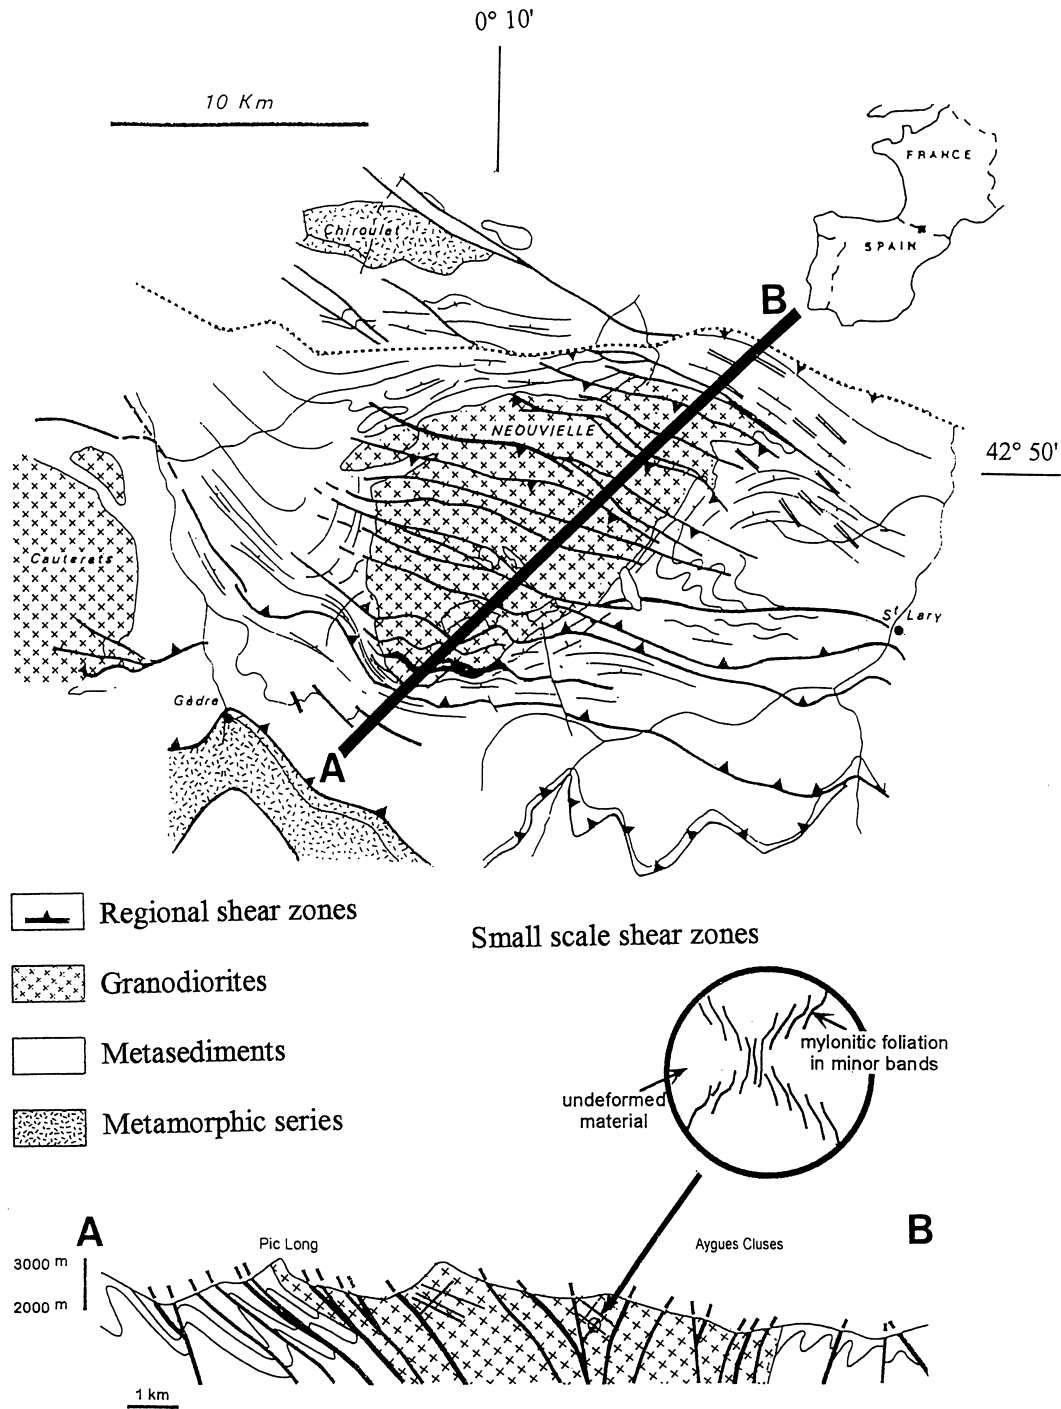 0° 10'
10 Km
FRANCE
SPAIN
Chiroulet
B
NEOUVIELLE
42° 50'
Cauterets
St Lary
Gèdre
A
Regional shear zones
Granodiorites
Metasediments
Metamorphic series
Small scale shear zones
mylonitic foliation
in minor bands
undeformed
material
A
B
Pic Long
Aygues Cluses
3000 m
2000 m
1 km